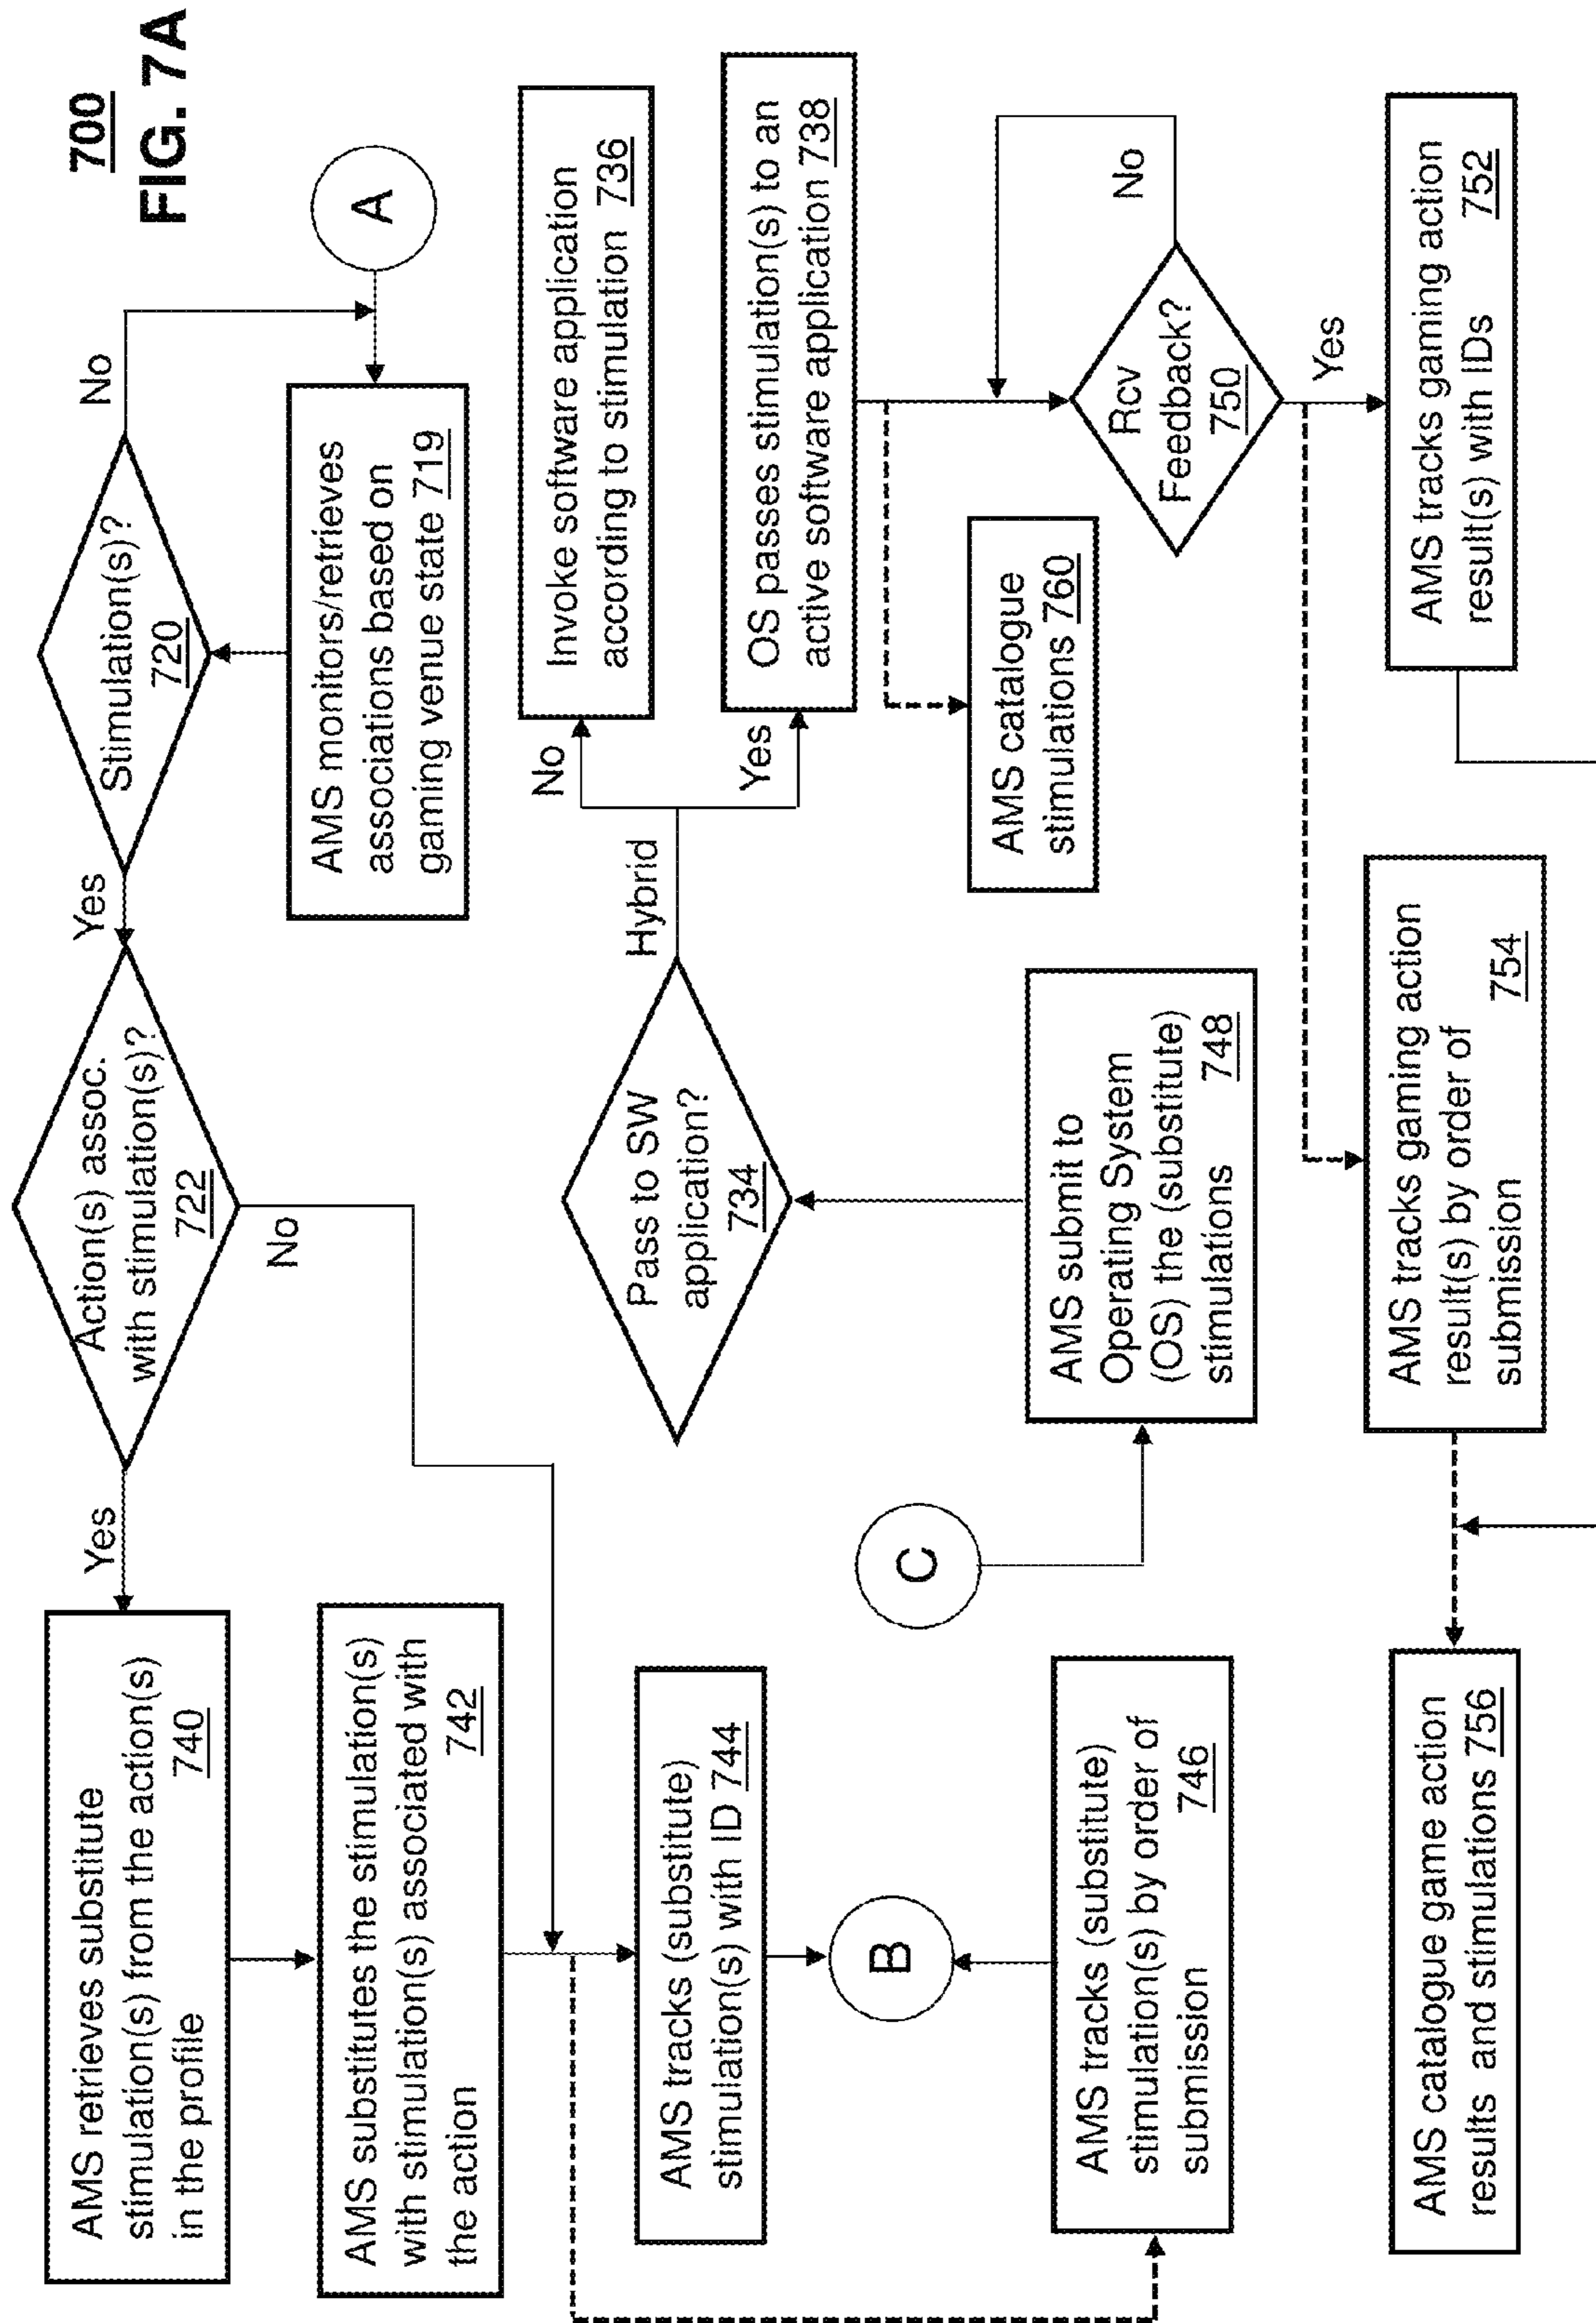 700
FIG. 7A
A
No
Stimulation(s)?
720
Yes
AMS monitors/retrieves
associations based on
gaming venue state 719
Action(s) assoc.
with stimulation(s)?
722
No
Yes
AMS retrieves substitute
stimulation(s) from the action(s)
in the profile
740
AMS substitutes the stimulation(s)
with stimulation(s) associated with
the action
742
AMS tracks (substitute)
stimulation(s) with ID 744
B
AMS tracks (substitute
stimulation(s) by order of
submission
746
C
AMS submit to
Operating System
(OS) the (substitute)
stimulations
748
Pass to SW
application?
734
Hybrid
No
Yes
Invoke software application
according to stimulation 736
OS passes stimulation(s) to an
active software application 738
AMS catalogue
stimulations 760
Rcv
Feedback?
750
No
Yes
AMS tracks gaming action
result(s) with IDs 752
AMS tracks gaming action
result(s) by order of
submission
754
AMS catalogue game action
results and stimulations 756